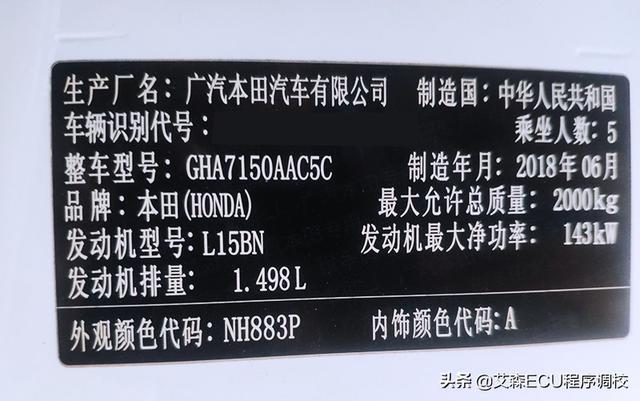 生产厂名：广汽本田汽车有限公司 制造国：中华人民共和国
车辆识别代号： 乘坐人数：5
整车型号：GHA7150AAC5C 制造年月：2018年06月
品牌：本田(HONDA) 最大允许总质量：2000kg
发动机型号：L15BN 发动机最大净功率：143kW
发动机排量：1.498L
外观颜色代码：NH883P 内饰颜色代码：A
头条 @艾森ECU程序调校